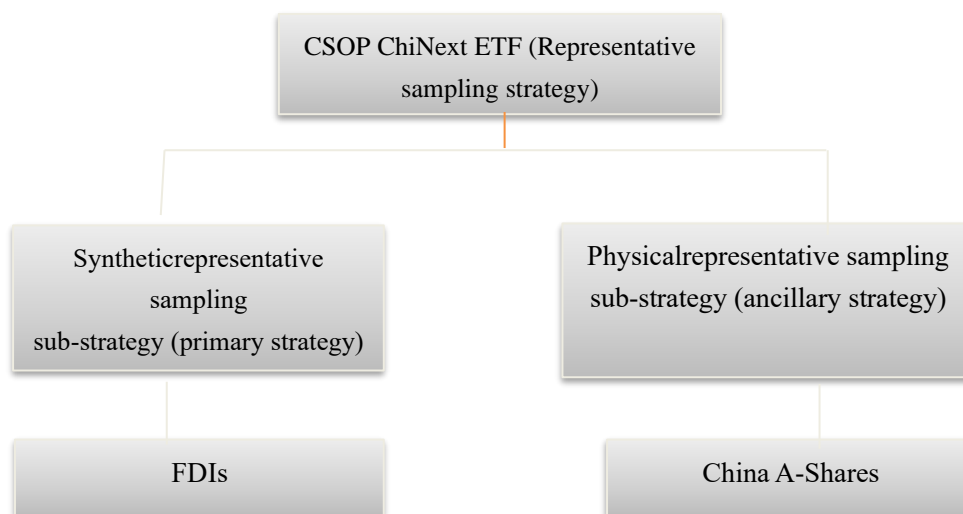 CSOP ChiNext ETF (Representative
sampling strategy)
Syntheticrepresentative
sampling
sub-strategy (primary strategy)
Physicalrepresentative sampling
sub-strategy (ancillary strategy)
FDIs
China A-Shares